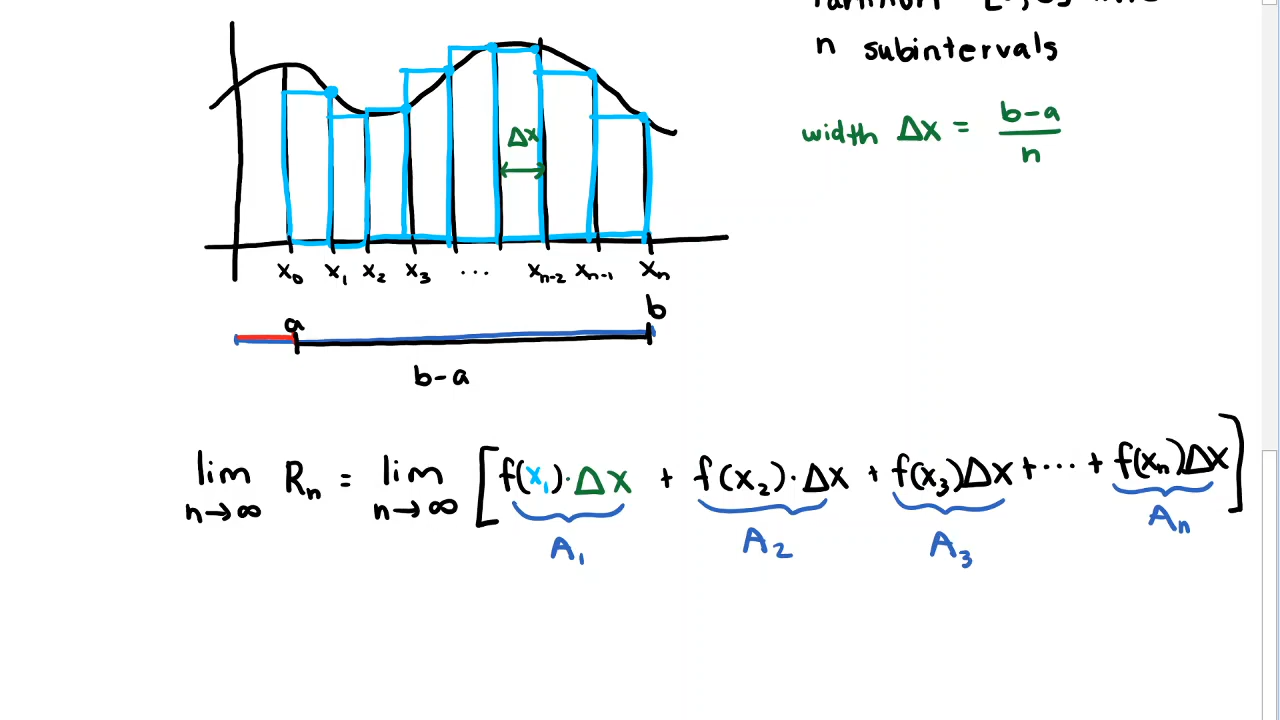 n subintervals
width Δx = b-a / n
Δx
x₀ x₁ x₂ x₃ ... xₙ₋₂ xₙ₋₁ xₙ
a b
b-a
lim n→∞ Rₙ = lim n→∞ [f(x₁)·Δx + f(x₂)·Δx + f(x₃)Δx + ··· + f(xₙ)Δx]
A₁ A₂ A₃ Aₙ